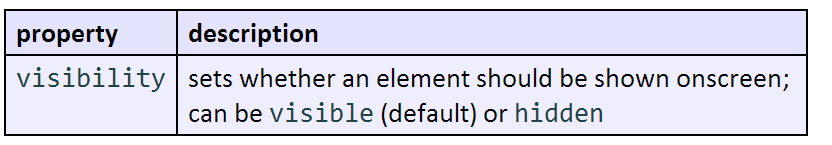 property description
visibility sets whether an element should be shown onscreen;
can be visible (default) or hidden